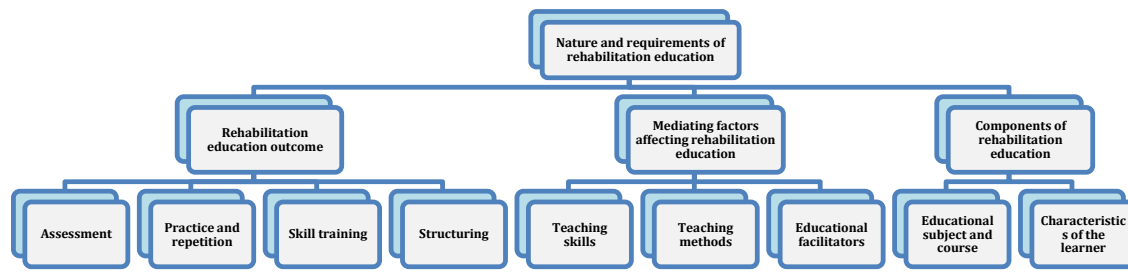 Nature and requirements of
rehabilitation education
Rehabilitation
education outcome
Mediating factors
affecting rehabilitation
education
Components of
rehabilitation
education
Assessment
Practice and
repetition
Skill training
Structuring
Teaching
skills
Teaching
methods
Educational
facilitators
Educational
subject and
course
Characteristic
s of the
learner